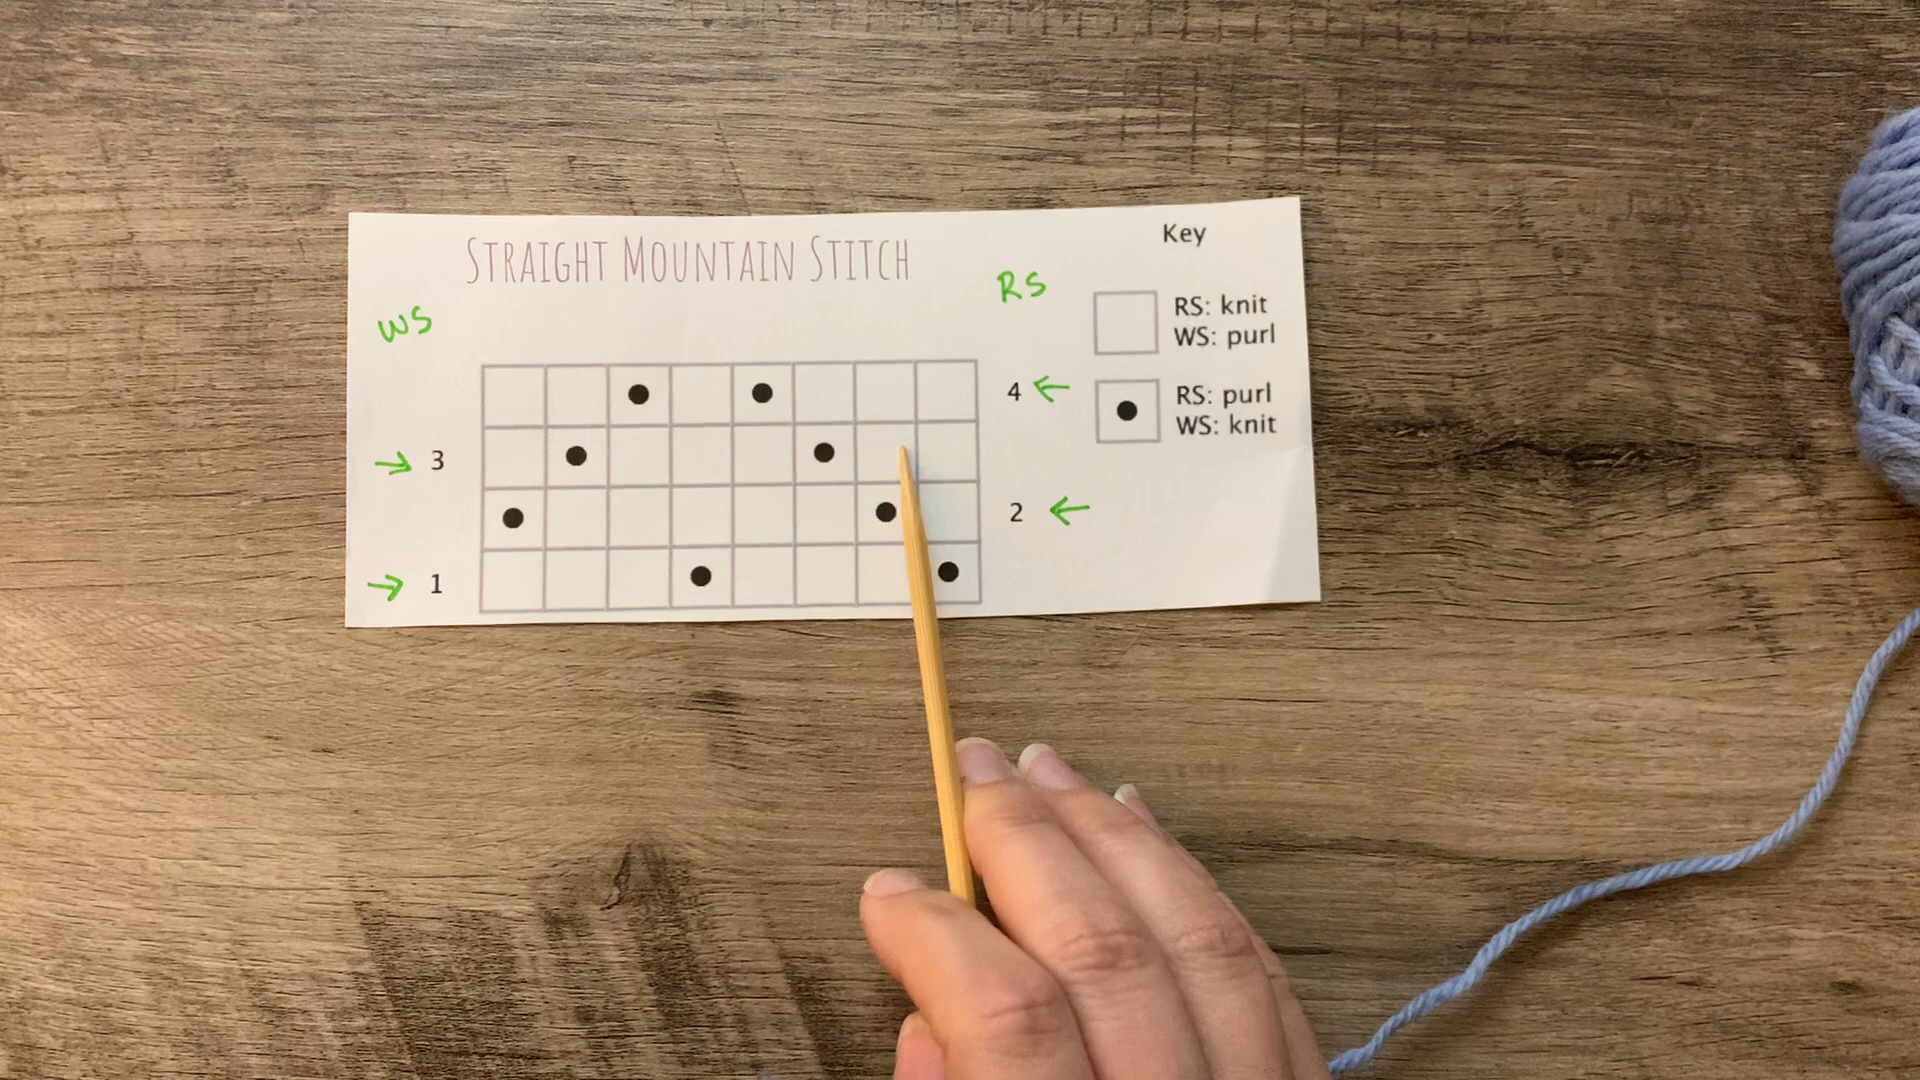 STRAIGHT MOUNTAIN STITCH
Key
WS
RS
RS: knit
WS: purl
RS: purl
WS: knit
4
3
2
1